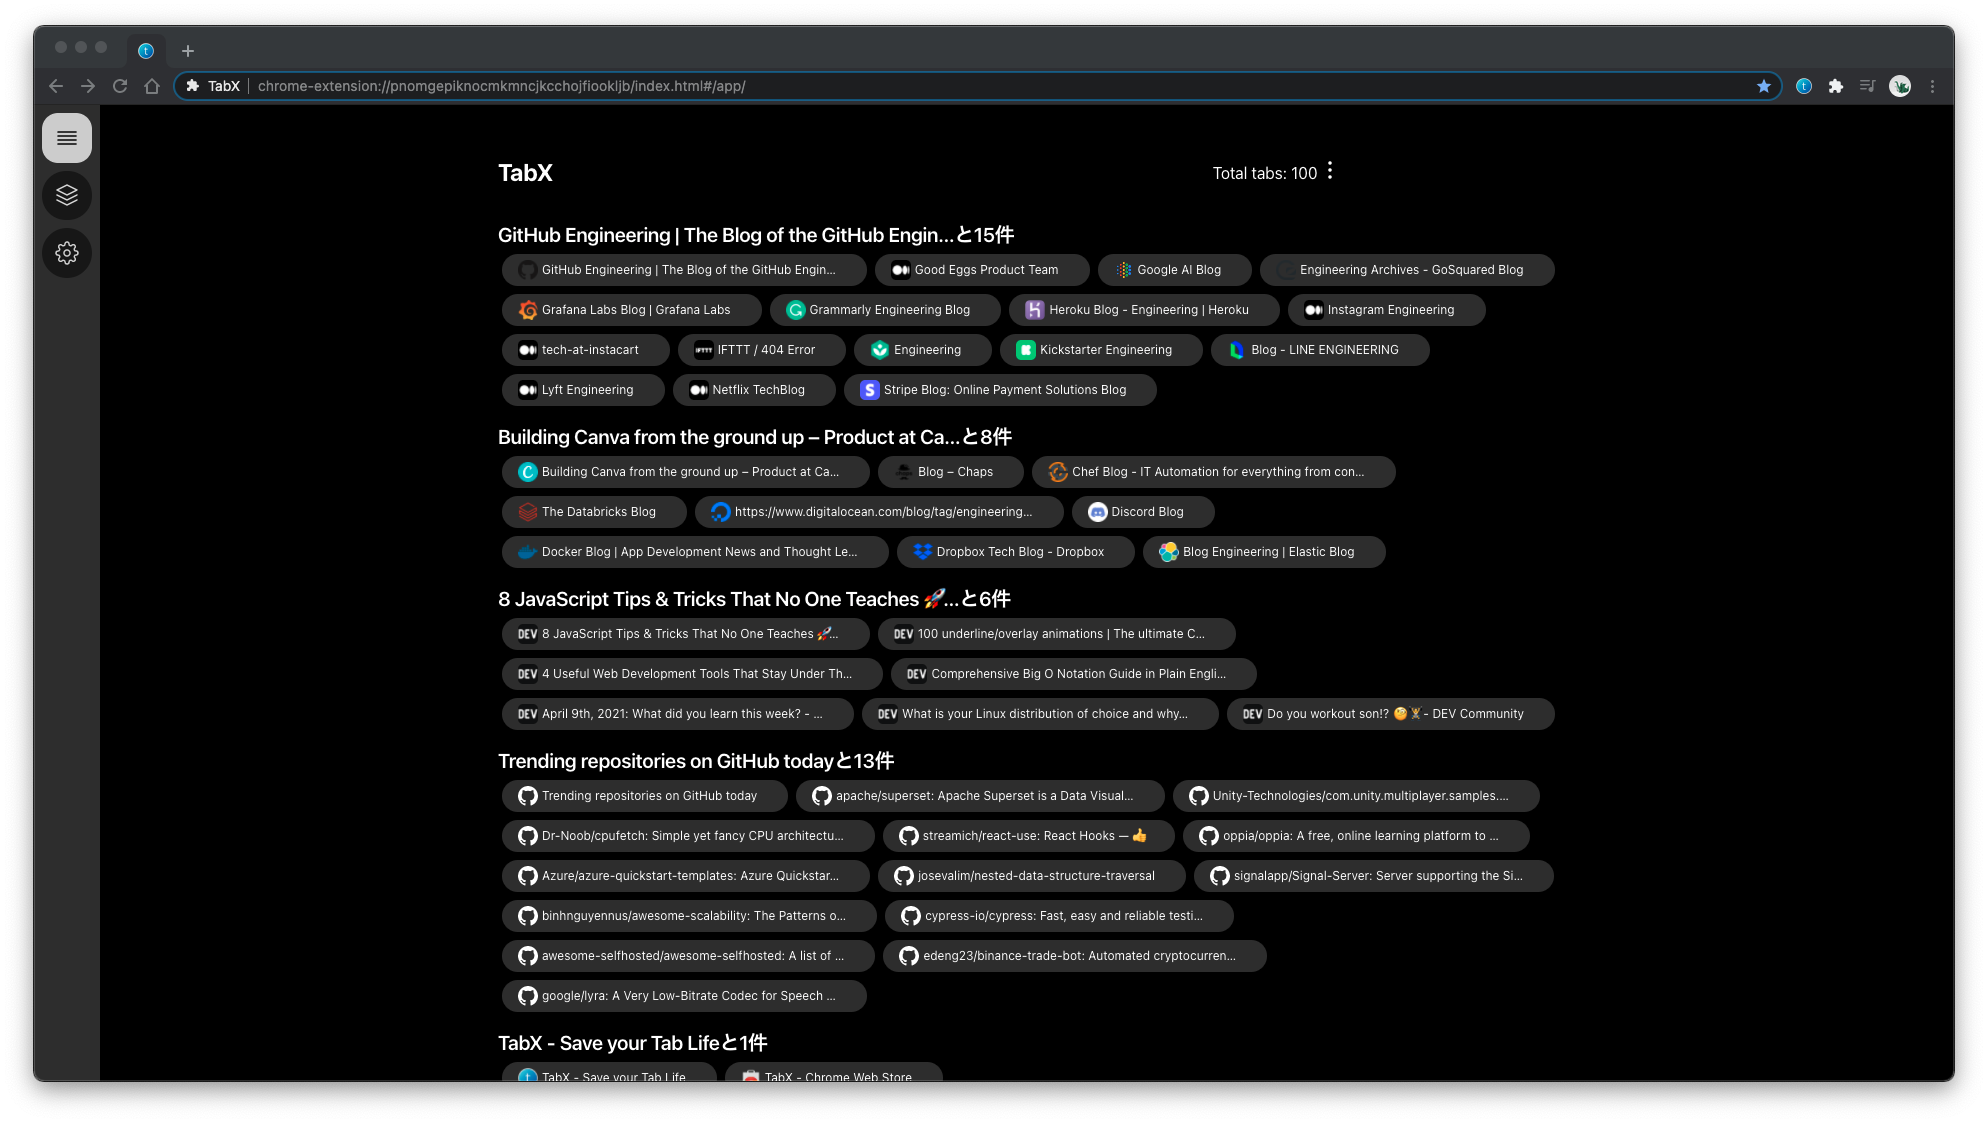 TabX chrome-extension://pnomgepiknocmkmncjkcchojfiookljb/index.html#/app/
TabX Total tabs: 100
GitHub Engineering | The Blog of the GitHub Engin...と15件
GitHub Engineering | The Blog of the GitHub Engin... Good Eggs Product Team Google AI Blog Engineering Archives - GoSquared Blog
Grafana Labs Blog | Grafana Labs Grammarly Engineering Blog Heroku Blog - Engineering | Heroku Instagram Engineering
tech-at-instacart IFTTT IFTTT / 404 Error Engineering Kickstarter Engineering Blog - LINE ENGINEERING
Lyft Engineering Netflix TechBlog Stripe Blog: Online Payment Solutions Blog
Building Canva from the ground up – Product at Ca...と8件
Building Canva from the ground up – Product at Ca... Blog – Chaps Chef Blog - IT Automation for everything from con...
The Databricks Blog https://www.digitalocean.com/blog/tag/engineering... Discord Blog
Docker Blog | App Development News and Thought Le... Dropbox Tech Blog - Dropbox Blog Engineering | Elastic Blog
8 JavaScript Tips & Tricks That No One Teaches 🚀...と6件
DEV 8 JavaScript Tips & Tricks That No One Teaches 🚀... DEV 100 underline/overlay animations | The ultimate C...
DEV 4 Useful Web Development Tools That Stay Under Th... DEV Comprehensive Big O Notation Guide in Plain Engli...
DEV April 9th, 2021: What did you learn this week? - ... DEV What is your Linux distribution of choice and why... DEV Do you workout son!? 🧐🏋- DEV Community
Trending repositories on GitHub todayと13件
Trending repositories on GitHub today apache/superset: Apache Superset is a Data Visual... Unity-Technologies/com.unity.multiplayer.samples....
Dr-Noob/cpufetch: Simple yet fancy CPU architectu... streamich/react-use: React Hooks — 👍 oppia/oppia: A free, online learning platform to ...
Azure/azure-quickstart-templates: Azure Quickstar... josevalim/nested-data-structure-traversal signalapp/Signal-Server: Server supporting the Si...
binhnguyennus/awesome-scalability: The Patterns o... cypress-io/cypress: Fast, easy and reliable testi...
awesome-selfhosted/awesome-selfhosted: A list of ... edeng23/binance-trade-bot: Automated cryptocurren...
google/lyra: A Very Low-Bitrate Codec for Speech ...
TabX - Save your Tab Lifeと1件
TabX - Save your Tab Life TabX - Chrome Web Store